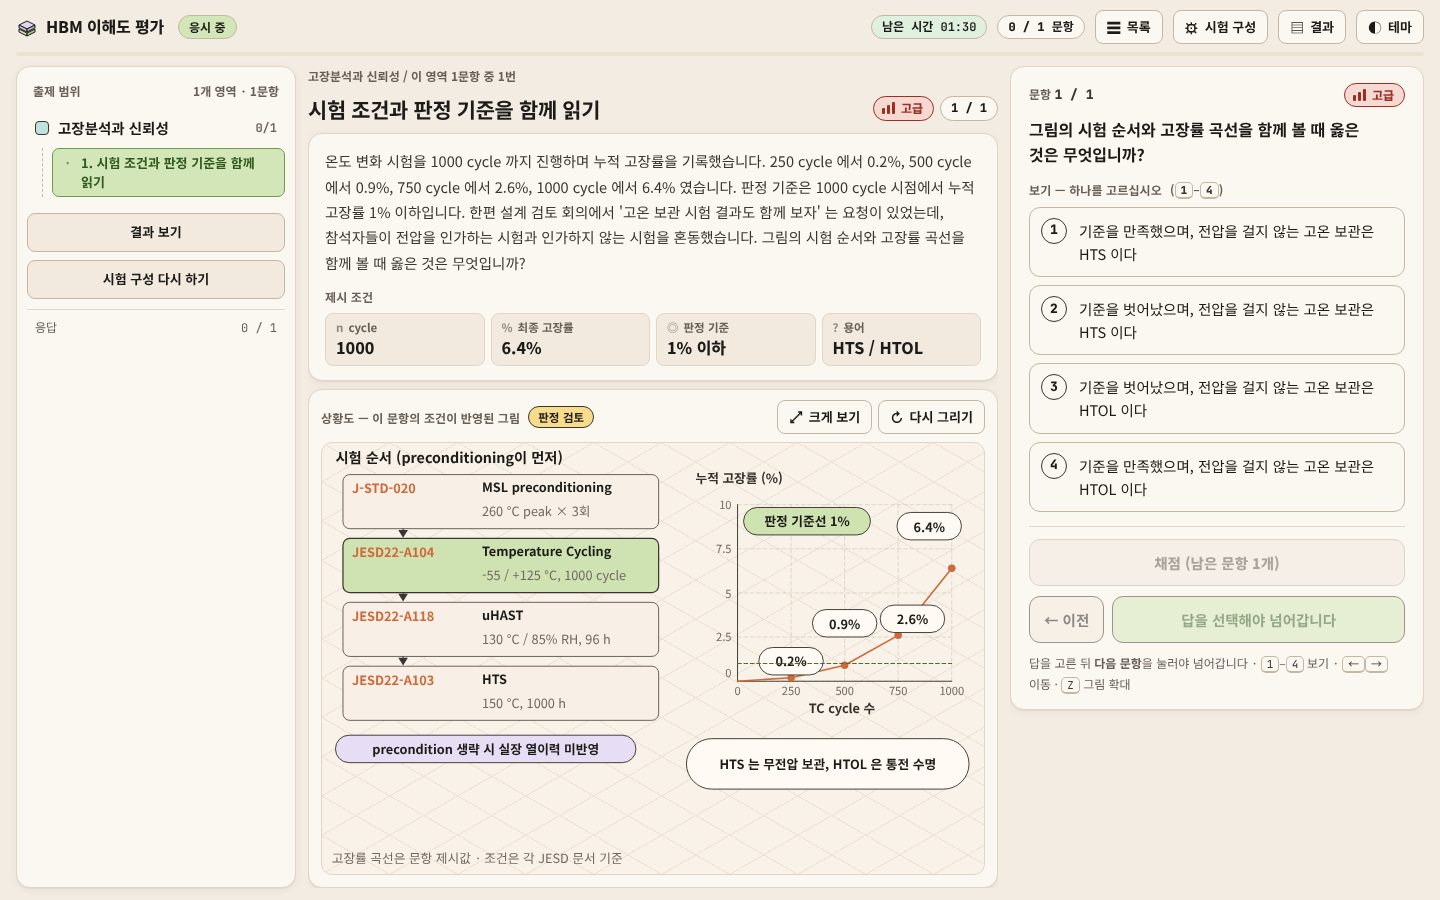 HBM 이해도 평가
응시 중
남은 시간 01:30
0 / 1 문항
목록
시험 구성
결과
테마
출제 범위
1개 영역 · 1문항
고장분석과 신뢰성
0/1
· 1. 시험 조건과 판정 기준을 함께
읽기
결과 보기
시험 구성 다시 하기
응답
0 / 1
고장분석과 신뢰성 / 이 영역 1문항 중 1번
시험 조건과 판정 기준을 함께 읽기
고급
1 / 1
온도 변화 시험을 1000 cycle 까지 진행하며 누적 고장률을 기록했습니다. 250 cycle 에서 0.2%, 500 cycle
에서 0.9%, 750 cycle 에서 2.6%, 1000 cycle 에서 6.4% 였습니다. 판정 기준은 1000 cycle 시점에서 누적
고장률 1% 이하입니다. 한편 설계 검토 회의에서 '고온 보관 시험 결과도 함께 보자' 는 요청이 있었는데,
참석자들이 전압을 인가하는 시험과 인가하지 않는 시험을 혼동했습니다. 그림의 시험 순서와 고장률 곡선을
함께 볼 때 옳은 것은 무엇입니까?
제시 조건
n cycle
1000
% 최종 고장률
6.4%
◎ 판정 기준
1% 이하
? 용어
HTS / HTOL
상황도 — 이 문항의 조건이 반영된 그림
판정 검토
크게 보기
다시 그리기
시험 순서 (preconditioning이 먼저)
J-STD-020
MSL preconditioning
260 °C peak × 3회
JESD22-A104
Temperature Cycling
-55 / +125 °C, 1000 cycle
JESD22-A118
uHAST
130 °C / 85% RH, 96 h
JESD22-A103
HTS
150 °C, 1000 h
precondition 생략 시 실장 열이력 미반영
누적 고장률 (%)
10
7.5
5
2.5
0
판정 기준선 1%
6.4%
2.6%
0.9%
0.2%
0
250
500
750
1000
TC cycle 수
HTS 는 무전압 보관, HTOL 은 통전 수명
고장률 곡선은 문항 제시값 · 조건은 각 JESD 문서 기준
문항 1 / 1
고급
그림의 시험 순서와 고장률 곡선을 함께 볼 때 옳은
것은 무엇입니까?
보기 — 하나를 고르십시오 (1–4)
1 기준을 만족했으며, 전압을 걸지 않는 고온 보관은
HTS 이다
2 기준을 벗어났으며, 전압을 걸지 않는 고온 보관은
HTS 이다
3 기준을 벗어났으며, 전압을 걸지 않는 고온 보관은
HTOL 이다
4 기준을 만족했으며, 전압을 걸지 않는 고온 보관은
HTOL 이다
채점 (남은 문항 1개)
← 이전
답을 선택해야 넘어갑니다
답을 고른 뒤 다음 문항을 눌러야 넘어갑니다 · 1–4 보기 · ← →
이동 · Z 그림 확대